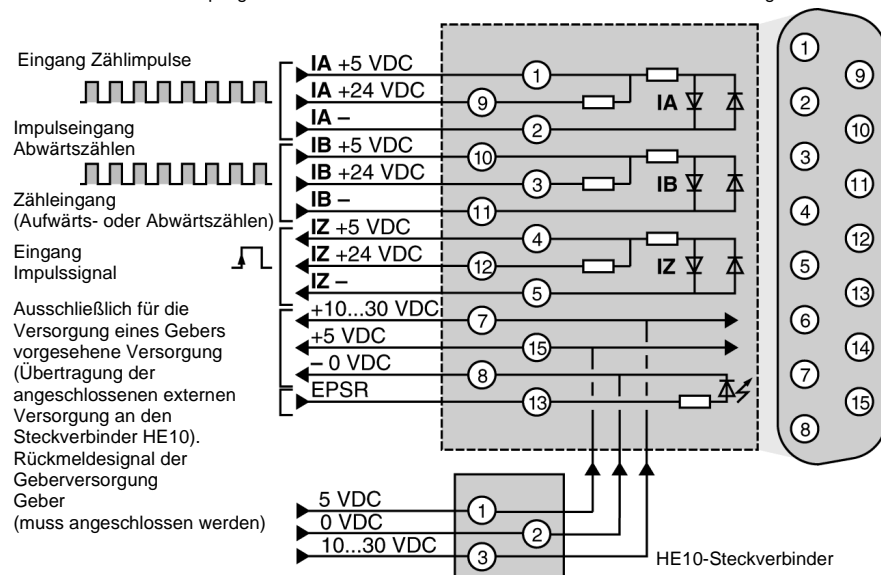 Eingang Zählimpulse
Impulseingang
Abwärtszählen
Zähleingang
(Aufwärts- oder Abwärtszählen)
Eingang
Impulssignal
Ausschließlich für die
Versorgung eines Gebers
vorgesehene Versorgung
(Übertragung der
angeschlossenen externen
Versorgung an den
Steckverbinder HE10).
Rückmeldesignal der
Geberversorgung
Geber
(muss angeschlossen werden)
IA +5 VDC 1
IA +24 VDC 9
IA – 2
IA
IB +5 VDC 10
IB +24 VDC 3
IB – 11
IB
IZ +5 VDC 4
IZ +24 VDC 12
IZ – 5
IZ
+10...30 VDC 7
+5 VDC 15
– 0 VDC 8
EPSR 13
5 VDC 1
0 VDC 2
10...30 VDC 3
HE10-Steckverbinder
1
9
2
10
3
11
4
12
5
13
6
14
7
15
8